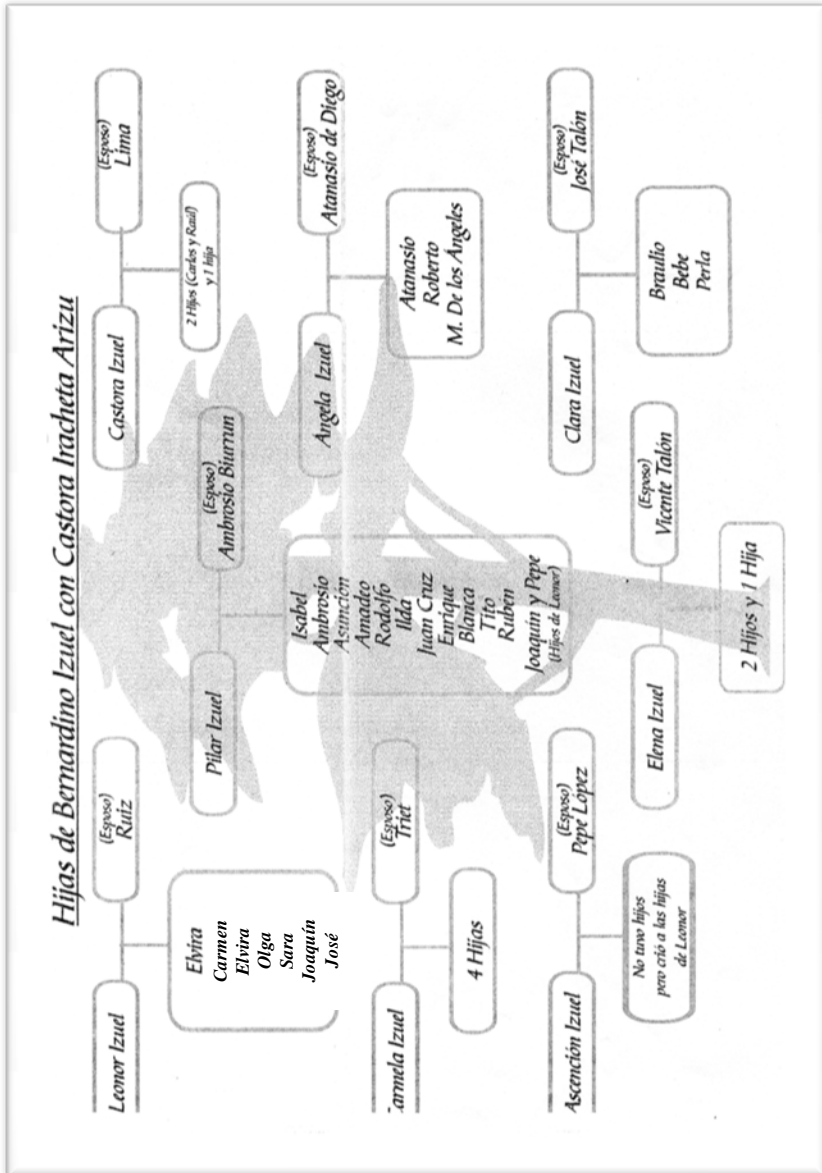 Hijas de Bernardino Izuel con Castora Iracheta Arizu
Leonor Izuel
(Esposo)
Ruiz
Elvira
Carmen
Elvira
Olga
Sara
Joaquín
José
Pilar Izuel
(Esposo)
Ambrosio Biurrun
Isabel
Ambrosio
Asunción
Amadeo
Rodolfo
Ilda
Juan Cruz
Enrique
Blanca
Tito
Rubén
Joaquín y Pepe
(Hijos de Leonor)
Castora Izuel
(Esposo)
Lima
2 Hijos (Carlos y Raúl)
y 1 hija
Carmela Izuel
(Esposo)
Triet
4 Hijas
Angela Izuel
(Esposo)
Atanasio de Diego
Atanasio
Roberto
M. De los Ángeles
Ascención Izuel
(Esposo)
Pepe López
No tuvo hijos
pero crió a las hijas
de Leonor
Elena Izuel
(Esposo)
Vicente Talón
2 Hijos y 1 Hija
Clara Izuel
(Esposo)
José Talón
Braulio
Bebe
Perla